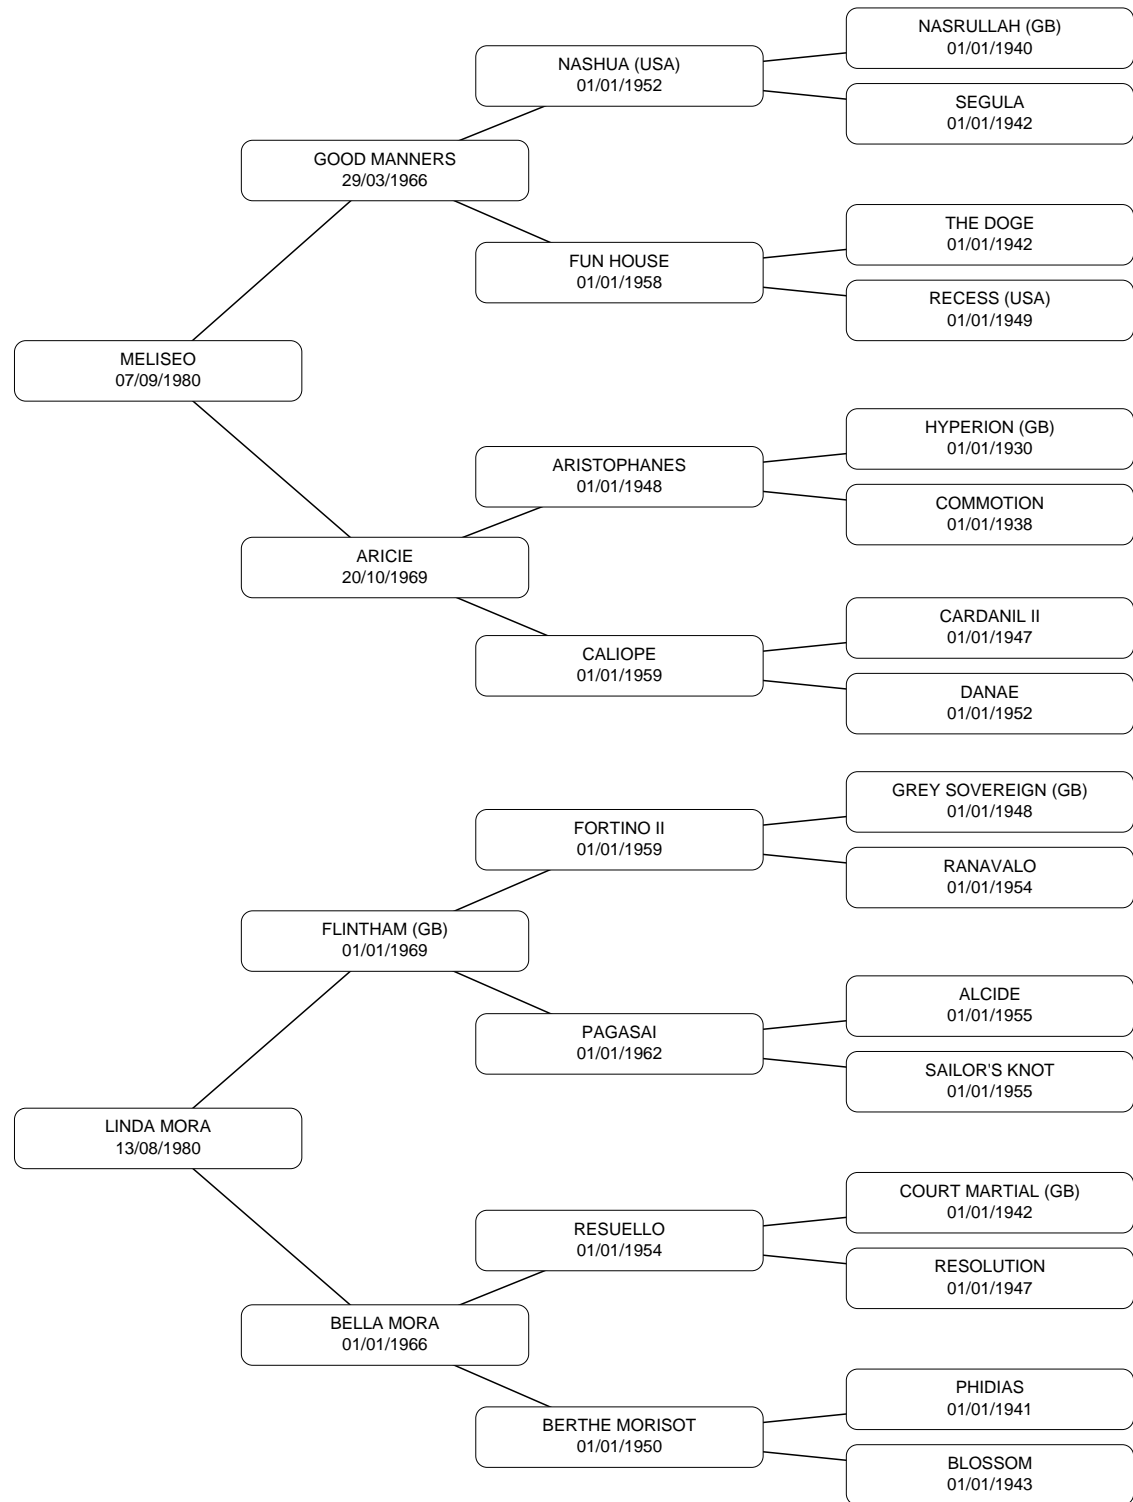 NASRULLAH (GB)
01/01/1940
NASHUA (USA)
01/01/1952
SEGULA
01/01/1942
GOOD MANNERS
29/03/1966
THE DOGE
01/01/1942
FUN HOUSE
01/01/1958
RECESS (USA)
01/01/1949
MELISEO
07/09/1980
HYPERION (GB)
01/01/1930
ARISTOPHANES
01/01/1948
COMMOTION
01/01/1938
ARICIE
20/10/1969
CARDANIL II
01/01/1947
CALIOPE
01/01/1959
DANAE
01/01/1952
GREY SOVEREIGN (GB)
01/01/1948
FORTINO II
01/01/1959
RANAVALO
01/01/1954
FLINTHAM (GB)
01/01/1969
ALCIDE
01/01/1955
PAGASAI
01/01/1962
SAILOR'S KNOT
01/01/1955
LINDA MORA
13/08/1980
COURT MARTIAL (GB)
01/01/1942
RESUELLO
01/01/1954
RESOLUTION
01/01/1947
BELLA MORA
01/01/1966
PHIDIAS
01/01/1941
BERTHE MORISOT
01/01/1950
BLOSSOM
01/01/1943